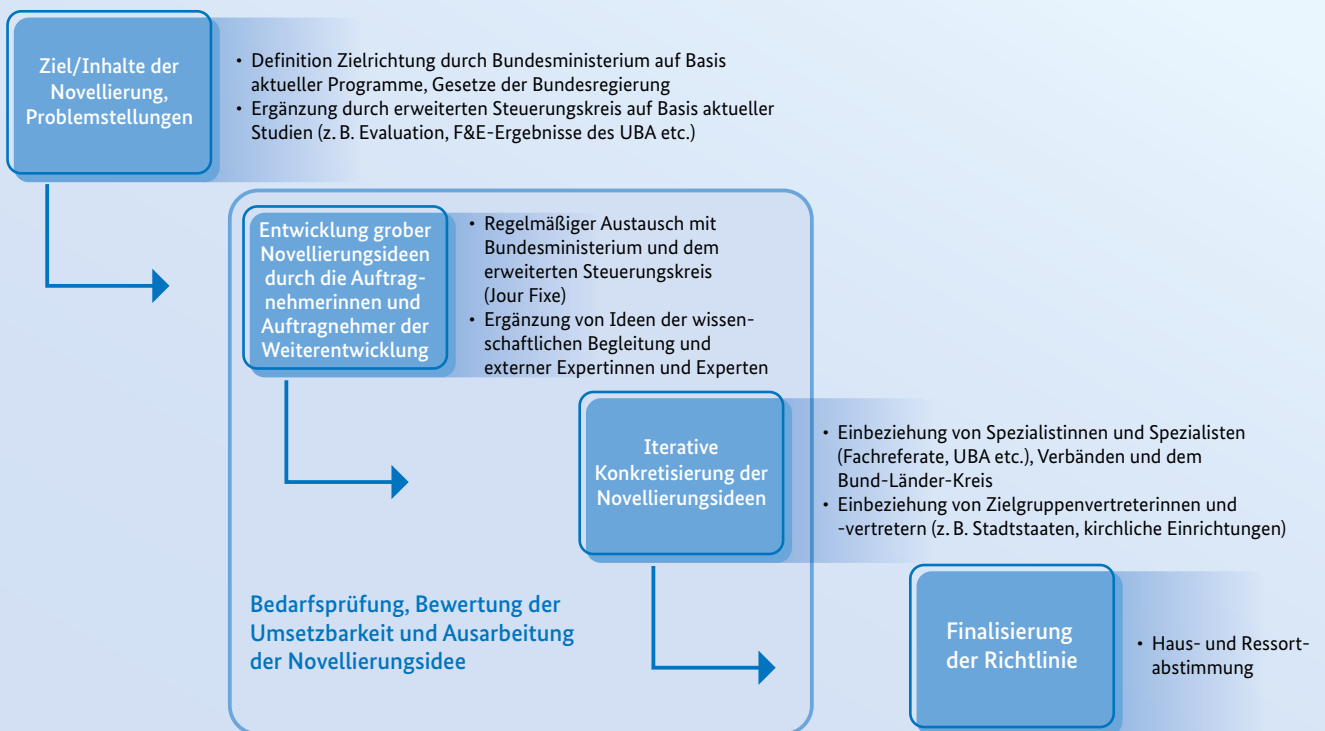 Ziel/Inhalte der
Novellierung,
Problemstellungen
• Definition Zielrichtung durch Bundesministerium auf Basis
aktueller Programme, Gesetze der Bundesregierung
• Ergänzung durch erweiterten Steuerungskreis auf Basis aktueller
Studien (z. B. Evaluation, F&E-Ergebnisse des UBA etc.)
Entwicklung grober
Novellierungsideen
durch die Auftrag-
nehmerinnen und
Auftragnehmer der
Weiterentwicklung
• Regelmäßiger Austausch mit
Bundesministerium und dem
erweiterten Steuerungskreis
(Jour Fixe)
• Ergänzung von Ideen der wissen-
schaftlichen Begleitung und
externer Expertinnen und Experten
Iterative
Konkretisierung der
Novellierungsideen
• Einbeziehung von Spezialistinnen und Spezialisten
(Fachreferate, UBA etc.), Verbänden und dem
Bund-Länder-Kreis
• Einbeziehung von Zielgruppenvertreterinnen und
-vertretern (z. B. Stadtstaaten, kirchliche Einrichtungen)
Bedarfsprüfung, Bewertung der
Umsetzbarkeit und Ausarbeitung
der Novellierungsidee
Finalisierung
der Richtlinie
• Haus- und Ressort-
abstimmung